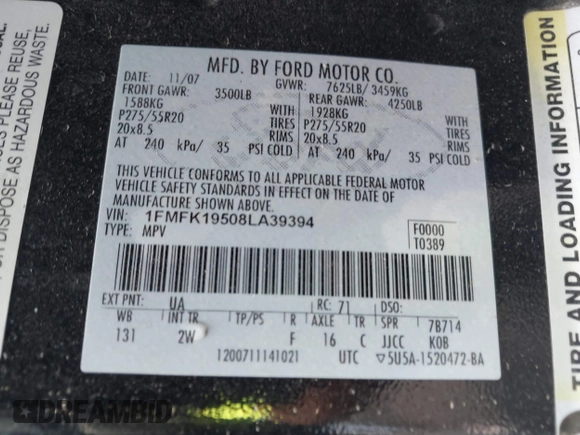 MFD. BY FORD MOTOR CO.
DATE: 11/07 GVWR: 7625LB/ 3459KG
FRONT GAWR: 3500LB REAR GAWR: 4250LB
1588KG WITH 1928KG WITH
P275/55R20 TIRES P275/55R20 TIRES
20x8.5 RIMS 20x8.5 RIMS
AT 240 kPa/ 35 PSI COLD AT 240 kPa/ 35 PSI COLD
THIS VEHICLE CONFORMS TO ALL APPLICABLE FEDERAL MOTOR
VEHICLE SAFETY STANDARDS IN EFFECT ON THE DATE OF
MANUFACTURE SHOWN ABOVE.
VIN: 1FMFK19508LA39394 F0000
TYPE: MPV T0389
EXT PNT: UA RC: 71 DSO:
WB INT TR TP/PS R AXLE TR SPR 7B714
131 2W F 16 C JJCC KOB
1200711141021 UTC ▽5U5A-1520472-BA
PLEASE REUSE,
DISPOSE AS HAZARDOUS WASTE.
TIRE AND LOADING INFORMATION
DREAMBID